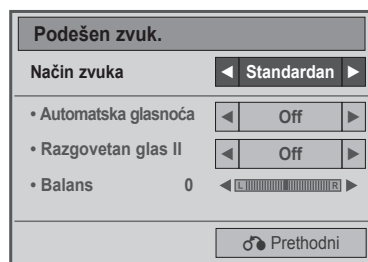 Podešen zvuk.
Način zvuka ◄ Standardan ►
• Automatska glasnoća ◄ Off ►
• Razgovetan glas II ◄ Off ►
• Balans 0 ◄ L R ►
Prethodni